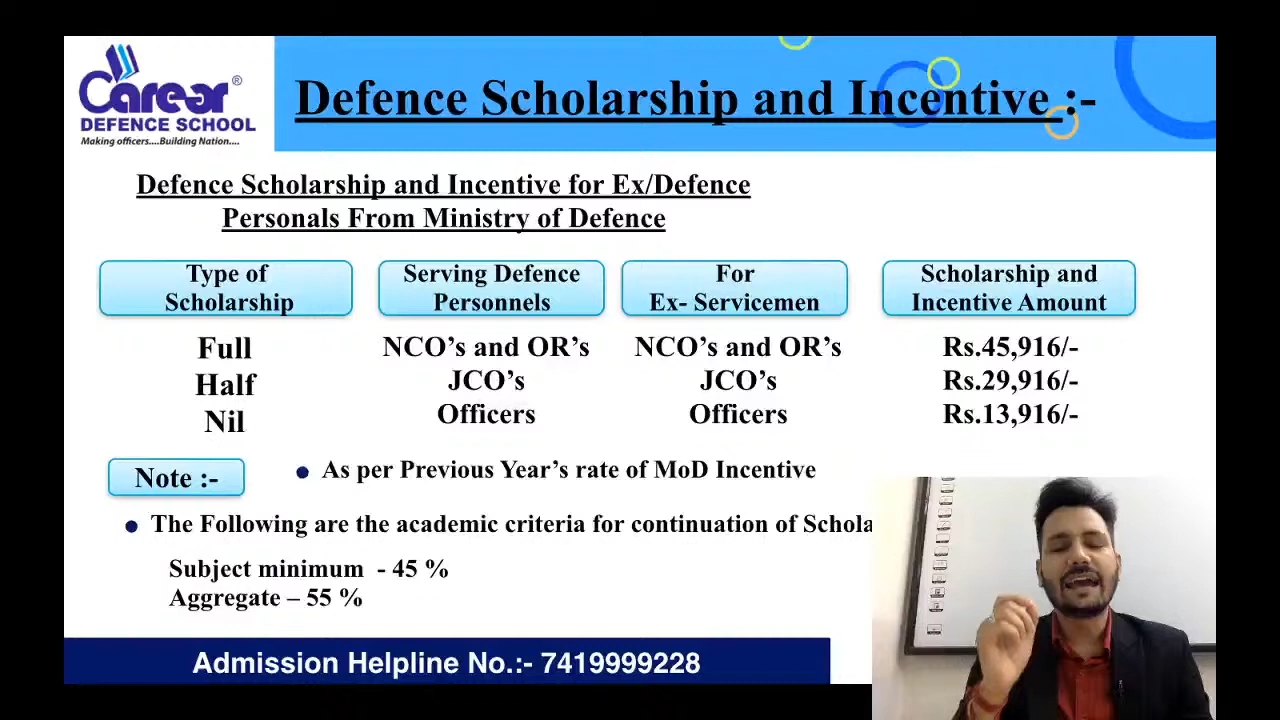 Carear®
DEFENCE SCHOOL
Making officers....Building Nation....
Defence Scholarship and Incentive :-
Defence Scholarship and Incentive for Ex/Defence
Personals From Ministry of Defence
Type of
Scholarship
Serving Defence
Personnels
For
Ex- Servicemen
Scholarship and
Incentive Amount
Full NCO's and OR's NCO's and OR's Rs.45,916/-
Half JCO's JCO's Rs.29,916/-
Nil Officers Officers Rs.13,916/-
Note :-
• As per Previous Year's rate of MoD Incentive
• The Following are the academic criteria for continuation of Schola
Subject minimum - 45 %
Aggregate – 55 %
Admission Helpline No.:- 7419999228